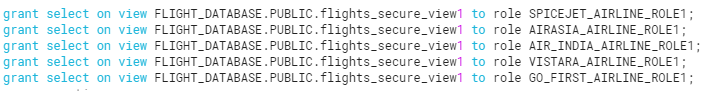 grant select on view FLIGHT_DATABASE.PUBLIC.flights_secure_view1 to role SPICEJET_AIRLINE_ROLE1;
grant select on view FLIGHT_DATABASE.PUBLIC.flights_secure_view1 to role AIRASIA_AIRLINE_ROLE1;
grant select on view FLIGHT_DATABASE.PUBLIC.flights_secure_view1 to role AIR_INDIA_AIRLINE_ROLE1;
grant select on view FLIGHT_DATABASE.PUBLIC.flights_secure_view1 to role VISTARA_AIRLINE_ROLE1;
grant select on view FLIGHT_DATABASE.PUBLIC.flights_secure_view1 to role GO_FIRST_AIRLINE_ROLE1;